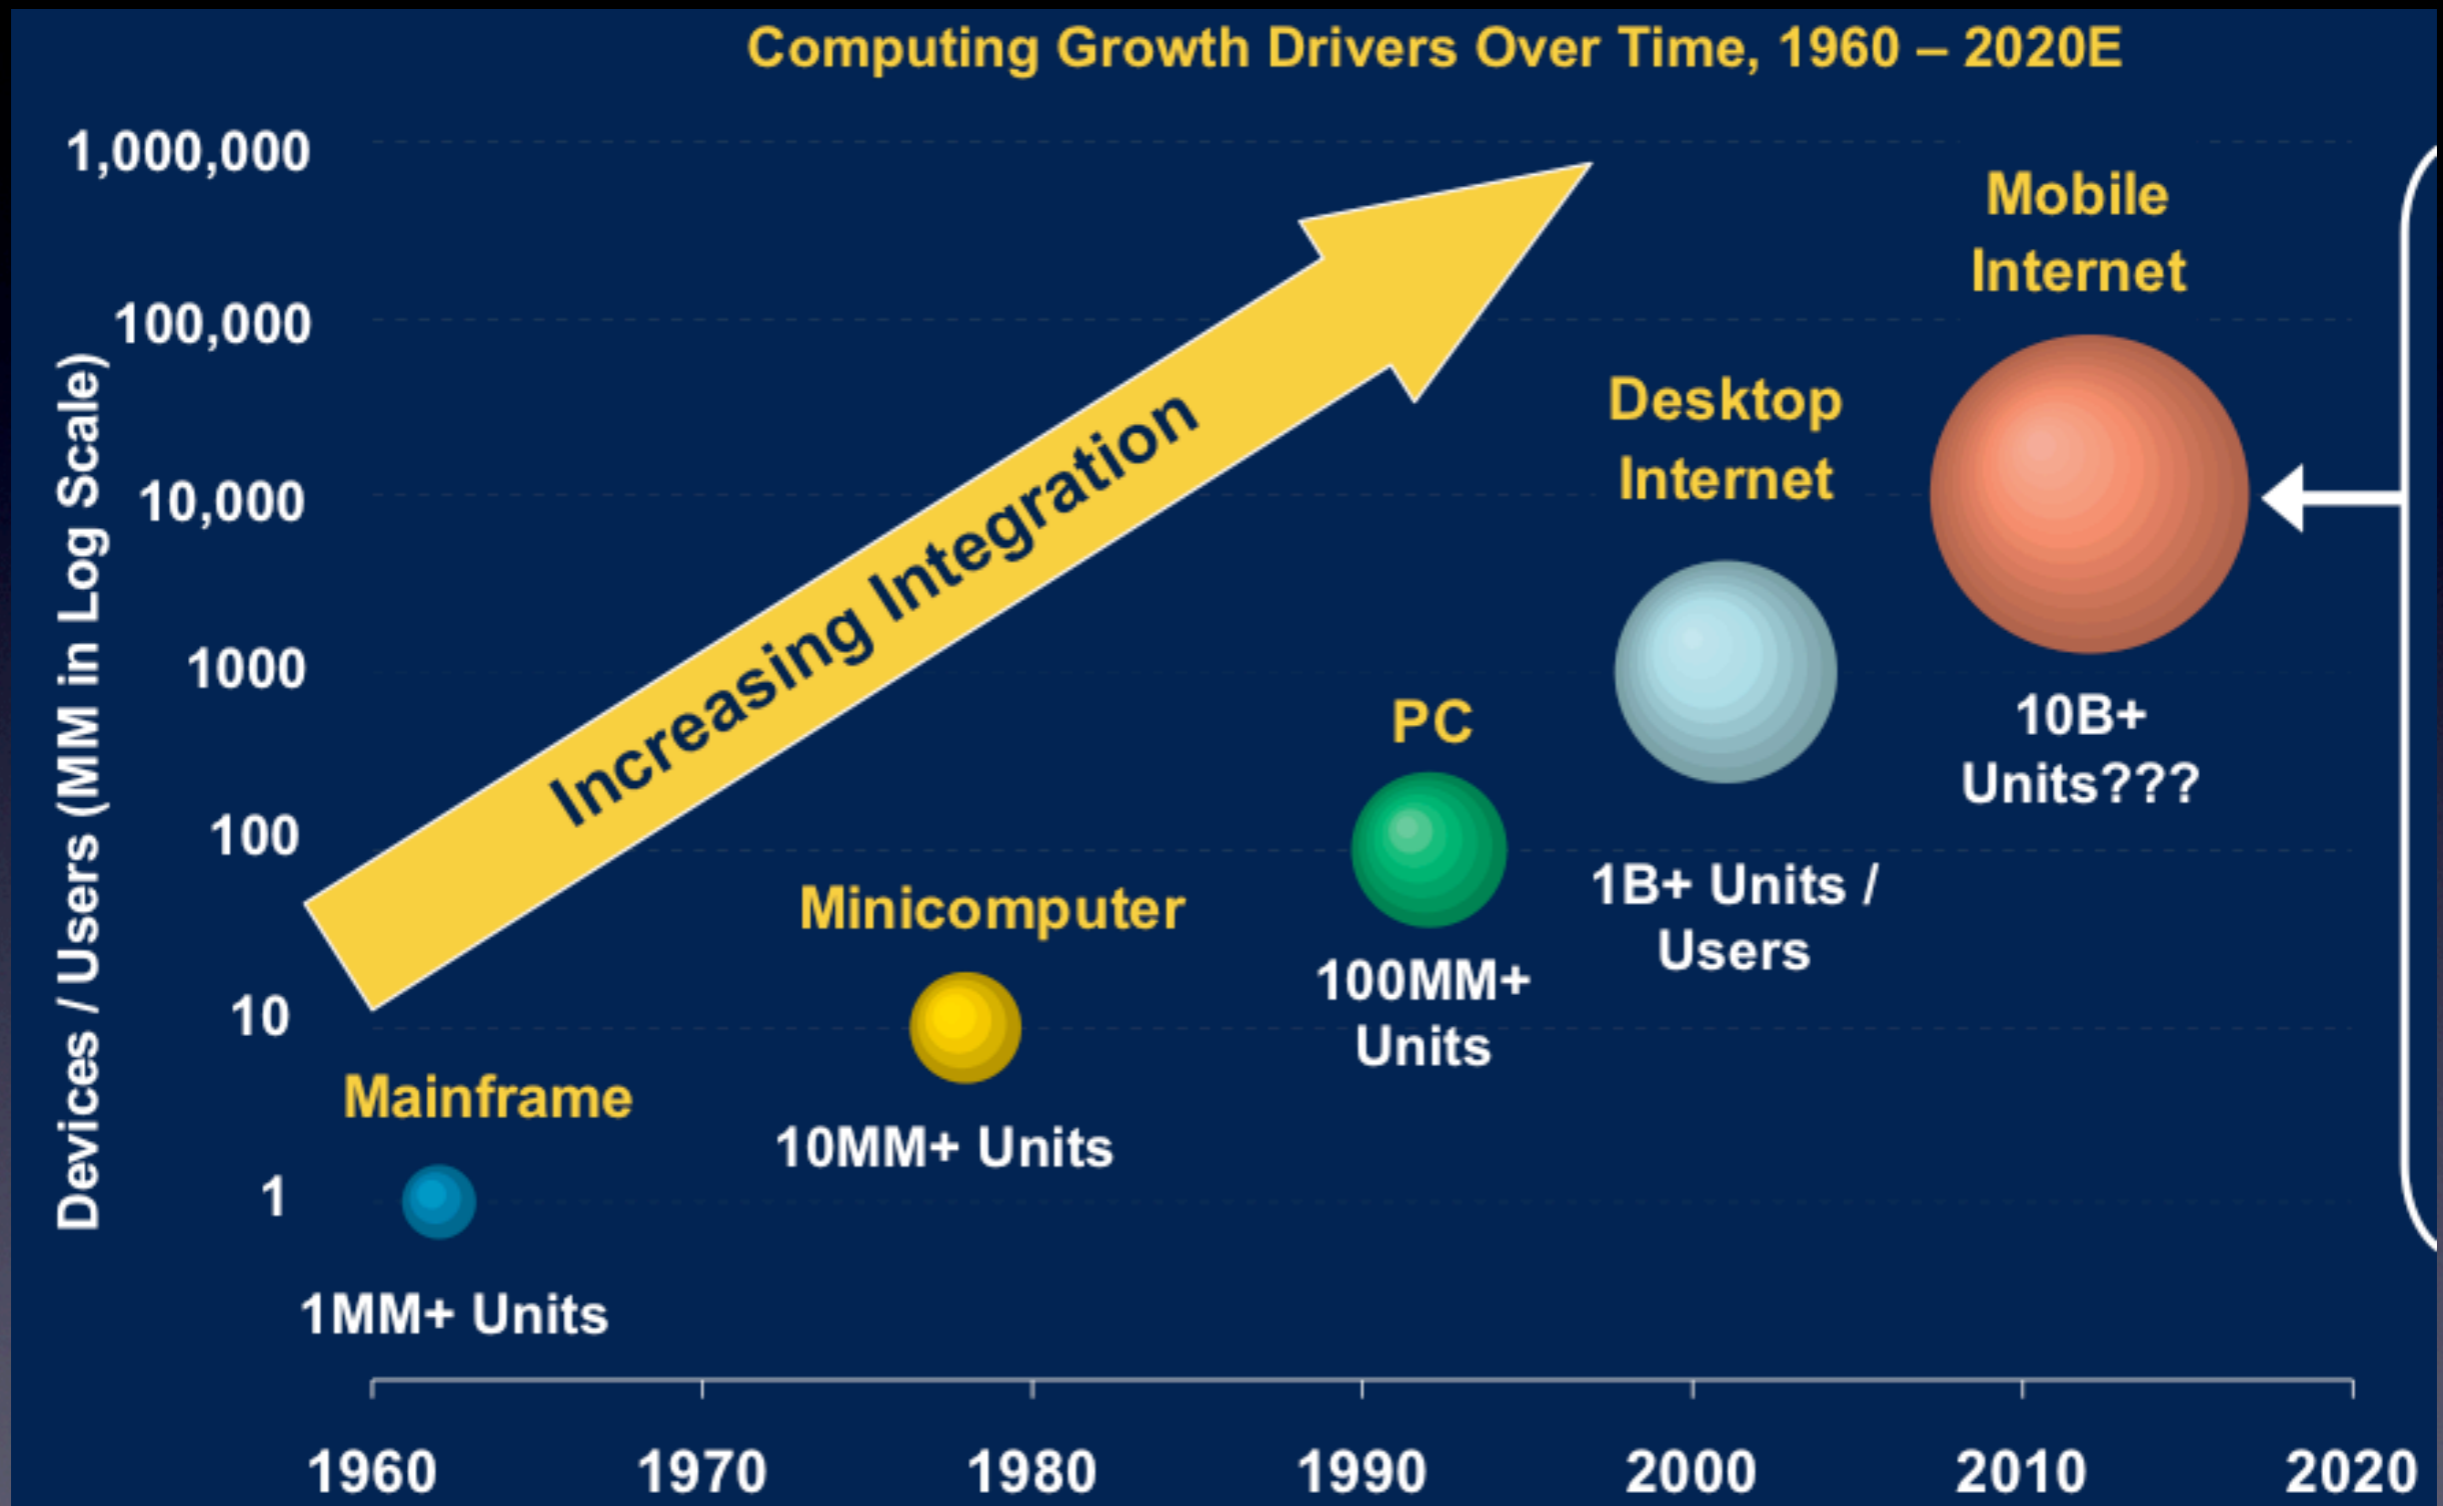 Computing Growth Drivers Over Time, 1960 – 2020E
Devices / Users (MM in Log Scale)
1,000,000
100,000
10,000
1000
100
10
1
Increasing Integration
Mainframe
1MM+ Units
Minicomputer
10MM+ Units
PC
100MM+
Units
Desktop
Internet
1B+ Units /
Users
Mobile
Internet
10B+
Units???
1960
1970
1980
1990
2000
2010
2020